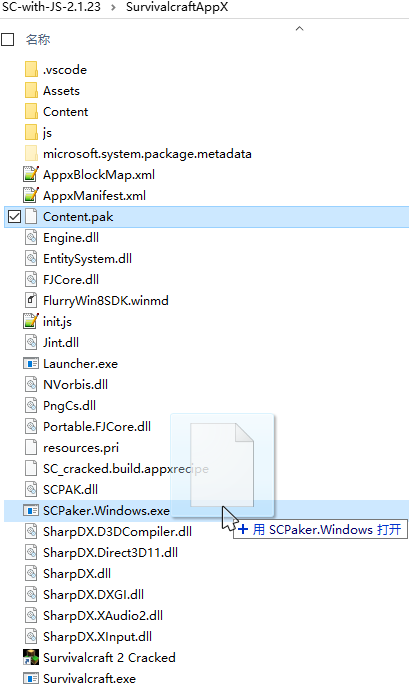 SC-with-JS-2.1.23 > SurvivalcraftAppX
名称
.vscode
Assets
Content
js
microsoft.system.package.metadata
AppxBlockMap.xml
AppxManifest.xml
Content.pak
Engine.dll
EntitySystem.dll
FJCore.dll
FlurryWin8SDK.winmd
init.js
Jint.dll
Launcher.exe
NVorbis.dll
PngCs.dll
Portable.FJCore.dll
resources.pri
SC_cracked.build.appxrecipe
SCPAK.dll
SCPaker.Windows.exe
SharpDX.D3DCompiler.dll
用 SCPaker.Windows 打开
SharpDX.Direct3D11.dll
SharpDX.dll
SharpDX.DXGI.dll
SharpDX.XAudio2.dll
SharpDX.XInput.dll
Survivalcraft 2 Cracked
Survivalcraft.exe